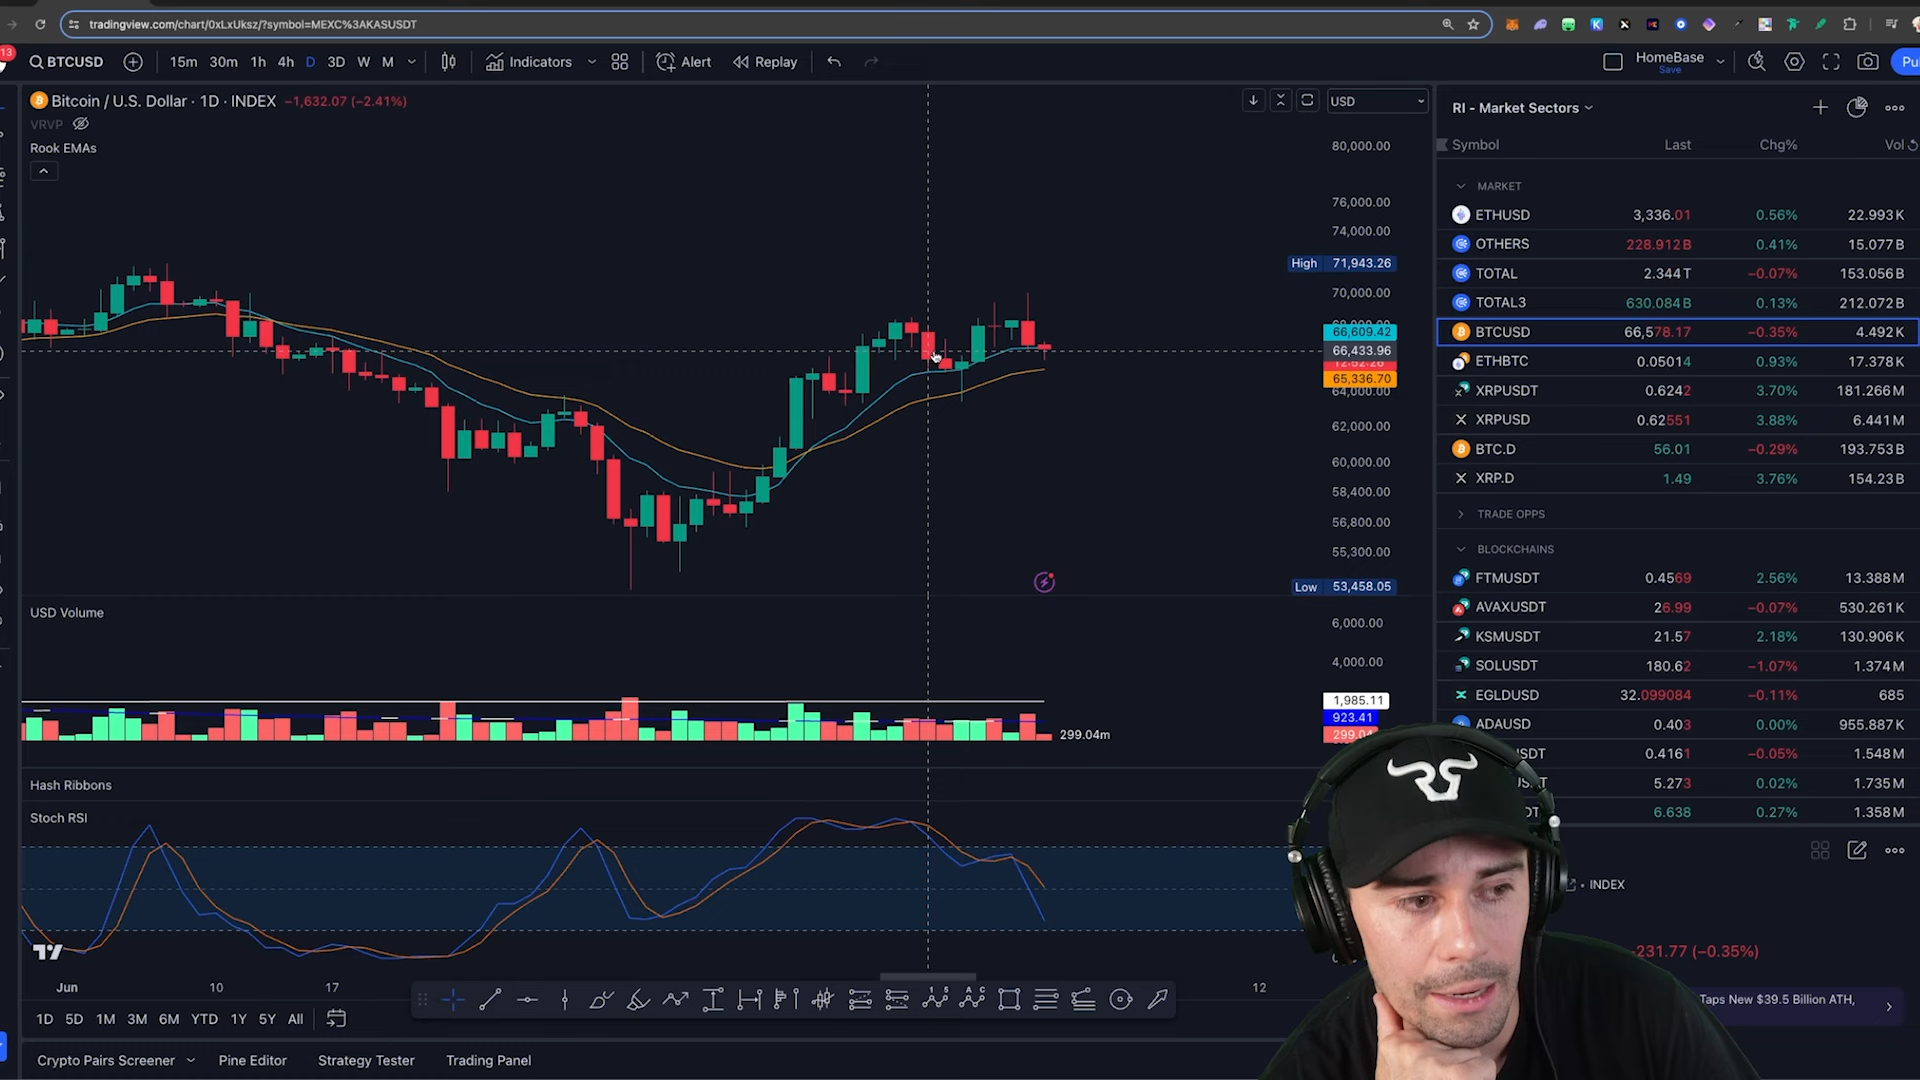 tradingview.com/chart/0xLxUksz/?symbol=MEXC%3AKASUSDT
13
BTCUSD 15m 30m 1h 4h D 3D W M Indicators Alert Replay HomeBase
Save
Pu
Bitcoin / U.S. Dollar · 1D · INDEX −1,632.07 (−2.41%)
USD
VRVP
Rook EMAs
80,000.00
76,000.00
74,000.00
High 71,943.26
70,000.00
66,609.42
66,433.96
12:52:26
65,336.70
64,000.00
62,000.00
60,000.00
58,400.00
56,800.00
55,300.00
Low 53,458.05
USD Volume
6,000.00
4,000.00
1,985.11
923.41
299.04
299.04m
Hash Ribbons
Stoch RSI
Jun 10 17 12
1D 5D 1M 3M 6M YTD 1Y 5Y All
Crypto Pairs Screener Pine Editor Strategy Tester Trading Panel
RI - Market Sectors
Symbol Last Chg% Vol
MARKET
ETHUSD 3,336.01 0.56% 22.993K
OTHERS 228.912B 0.41% 15.077B
TOTAL 2.344T −0.07% 153.056B
TOTAL3 630.084B 0.13% 212.072B
BTCUSD 66,578.17 −0.35% 4.492K
ETHBTC 0.05014 0.93% 17.378K
XRPUSDT 0.6242 3.70% 181.266M
XRPUSD 0.62551 3.88% 6.441M
BTC.D 56.01 −0.29% 193.753B
XRP.D 1.49 3.76% 154.23B
TRADE OPPS
BLOCKCHAINS
FTMUSDT 0.4569 2.56% 13.388M
AVAXUSDT 26.99 −0.07% 530.261K
KSMUSDT 21.57 2.18% 130.906K
SOLUSDT 180.62 −1.07% 1.374M
EGLDUSD 32.099084 −0.11% 685
ADAUSD 0.403 0.00% 955.887K
SDT 0.4161 −0.05% 1.548M
5.273 0.02% 1.735M
DT 6.638 0.27% 1.358M
• INDEX
-231.77 (−0.35%)
Taps New $39.5 Billion ATH,